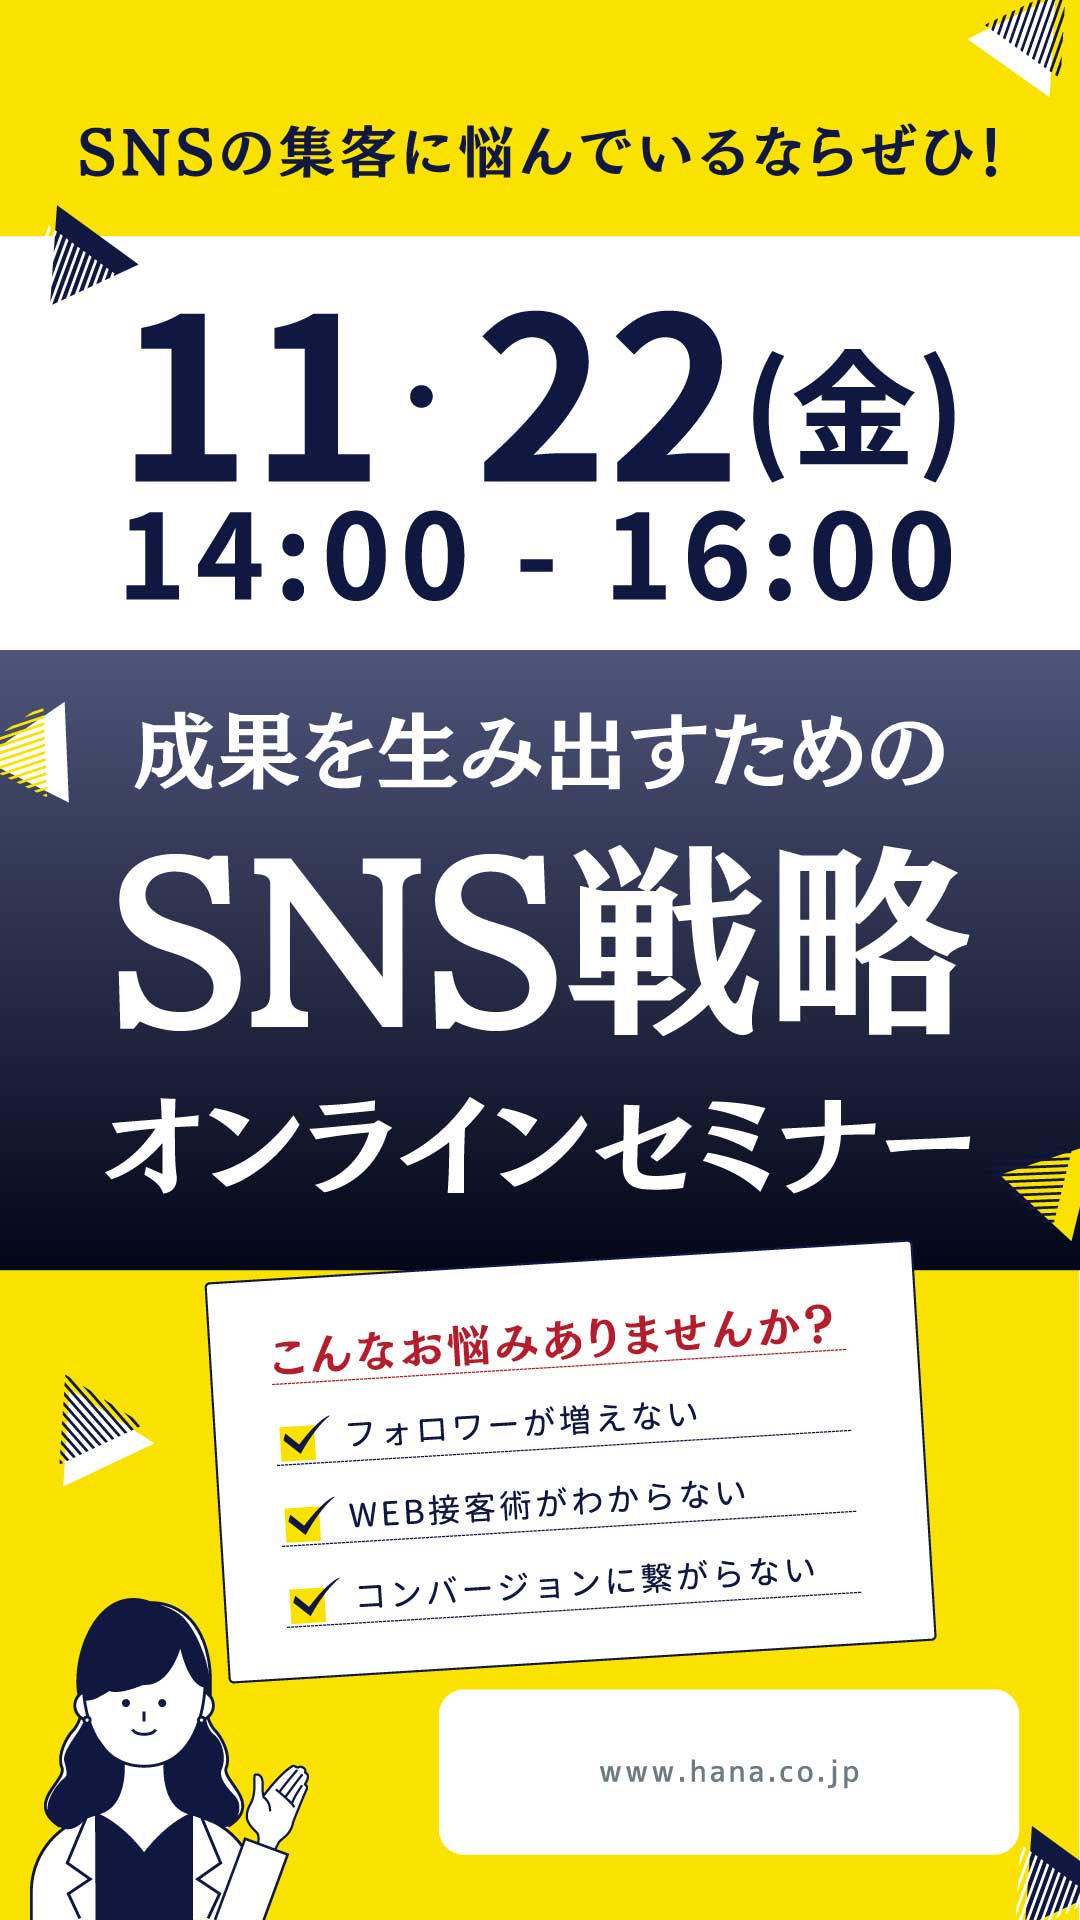 SNSの集客に悩んでいるならぜひ！
11・22(金)
14:00 - 16:00
成果を生み出すための
SNS戦略
オンラインセミナー
こんなお悩みありませんか？
フォロワーが増えない
WEB接客術がわからない
コンバージョンに繋がらない
www.hana.co.jp